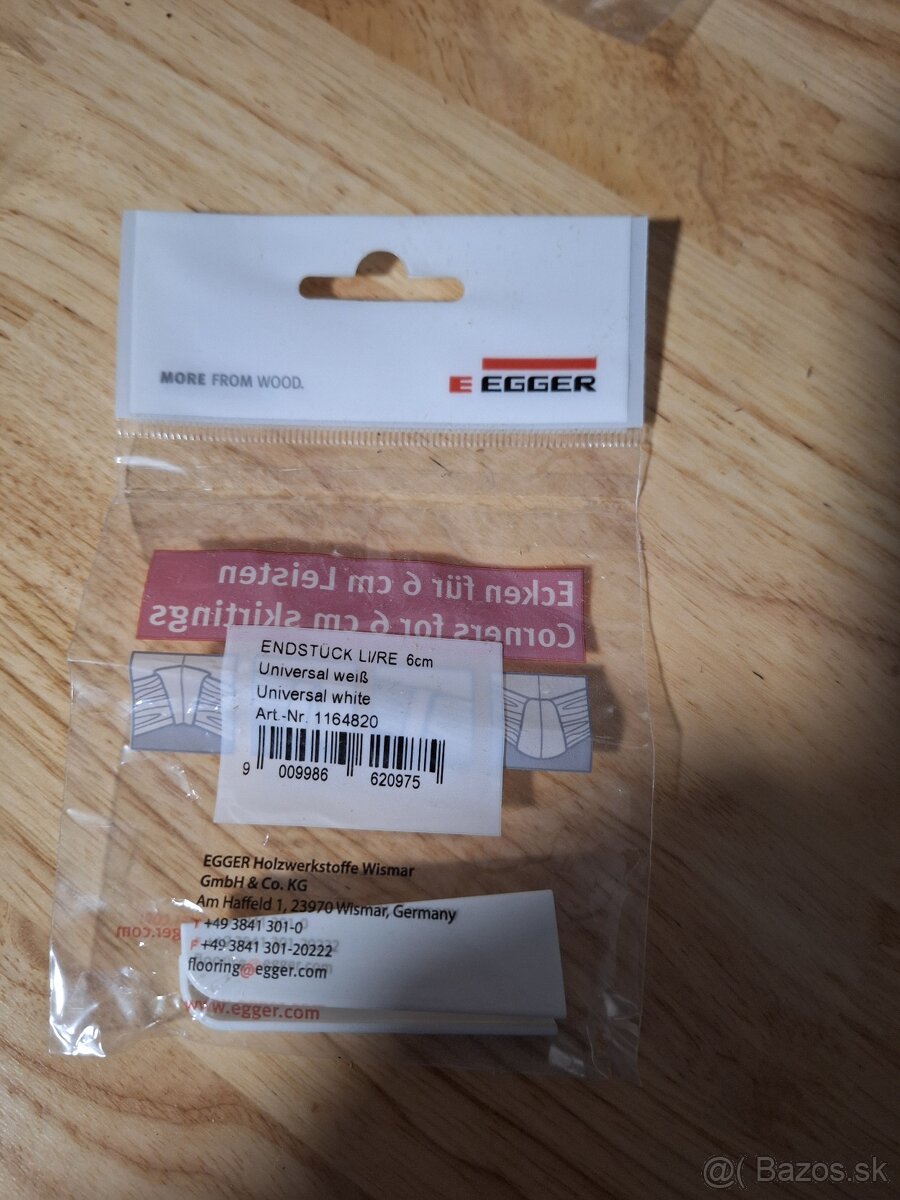 MORE FROM WOOD.
E EGGER
Ecken für 6 cm Leisten
Corners for 6 cm skirtings
ENDSTÜCK LI/RE 6cm
Universal weiß
Universal white
Art.-Nr. 1164820
9 009986 620975
EGGER Holzwerkstoffe Wismar
GmbH & Co. KG
Am Haffeld 1, 23970 Wismar, Germany
T +49 3841 301-0
F +49 3841 301-20222
flooring@egger.com
www.egger.com
@( Bazos.sk